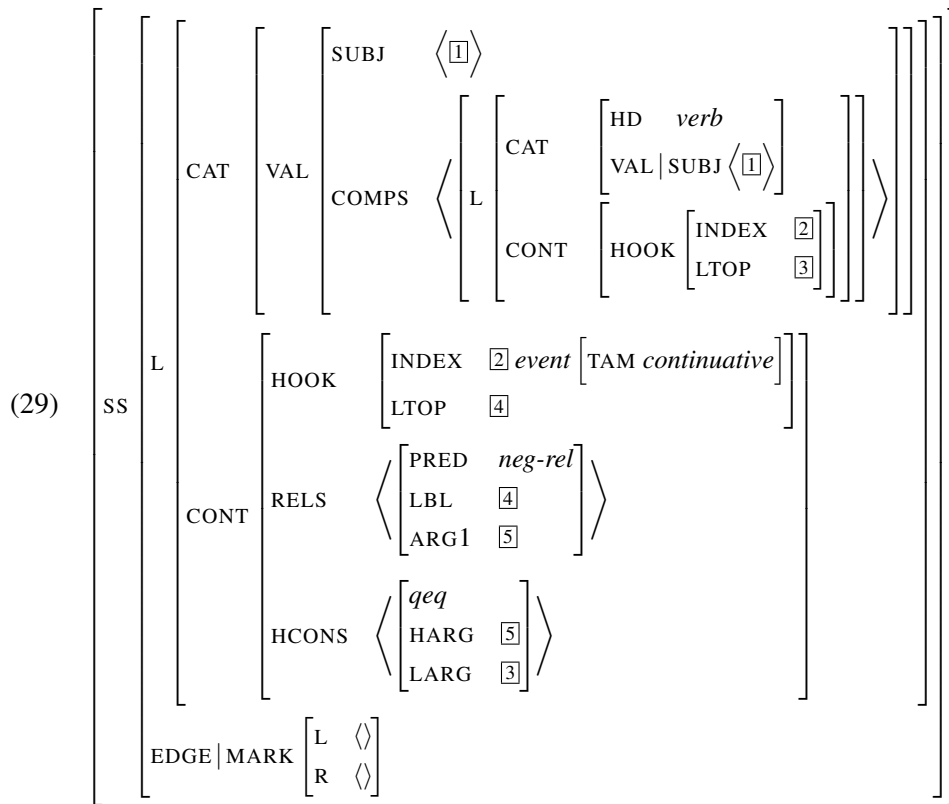 SUBJ ⟨[1]⟩
HD verb
CAT
VAL | SUBJ ⟨[1]⟩
CAT VAL COMPS L
INDEX [2]
CONT HOOK
LTOP [3]
L
INDEX [2] event [TAM continuative]
HOOK
LTOP [4]
(29) SS
PRED neg-rel
RELS LBL [4]
CONT ARG1 [5]
qeq
HCONS HARG [5]
LARG [3]
L ⟨⟩
EDGE | MARK
R ⟨⟩